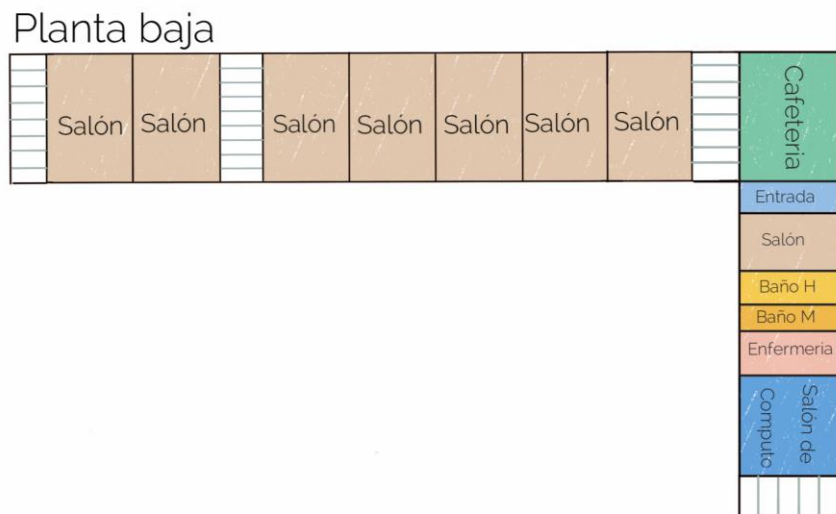 Planta baja
Salón
Salón
Salón
Salón
Salón
Salón
Salón
Cafeteria
Entrada
Salón
Baño H
Baño M
Enfermeria
Salón de
Computo